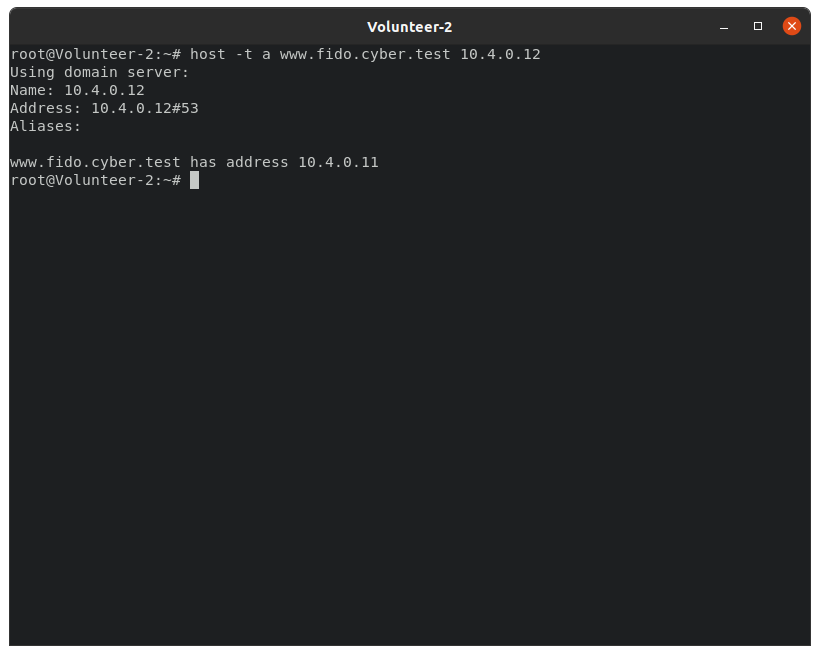 Volunteer-2
root@Volunteer-2:~# host -t a www.fido.cyber.test 10.4.0.12
Using domain server:
Name: 10.4.0.12
Address: 10.4.0.12#53
Aliases:

www.fido.cyber.test has address 10.4.0.11
root@Volunteer-2:~#